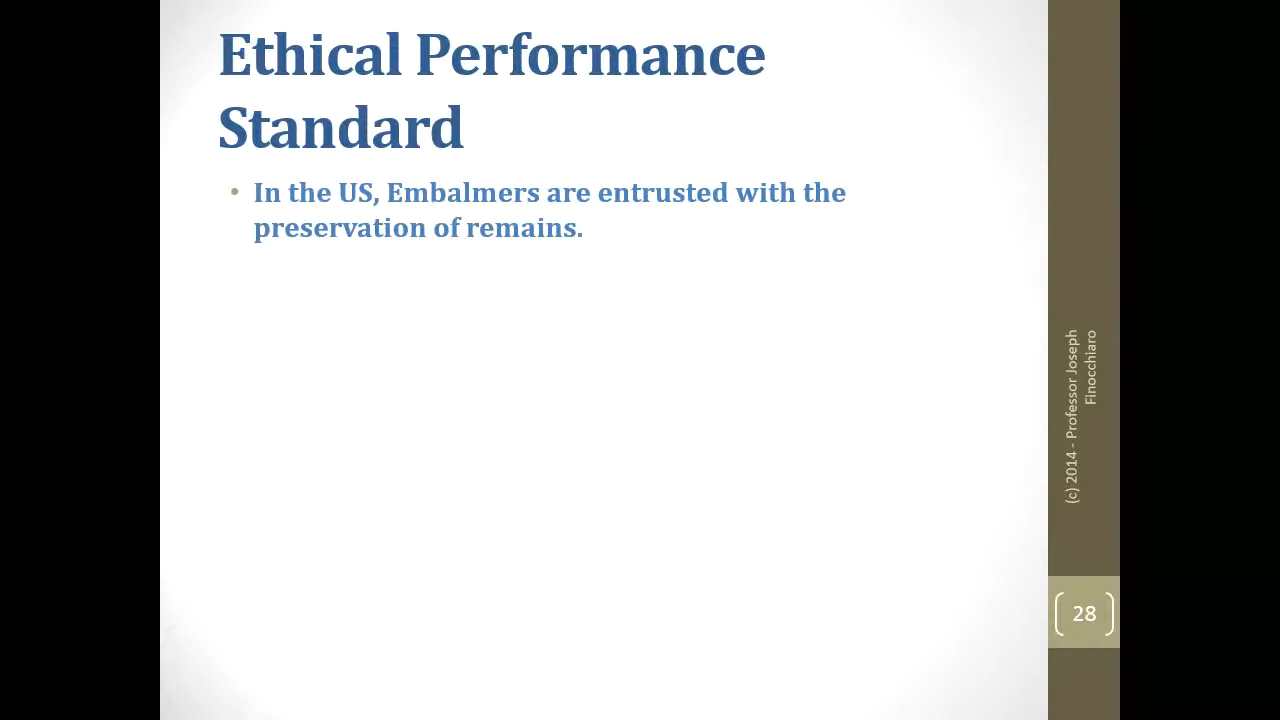 Ethical Performance
Standard
• In the US, Embalmers are entrusted with the
preservation of remains.
(c) 2014 - Professor Joseph
Finocchiaro
28